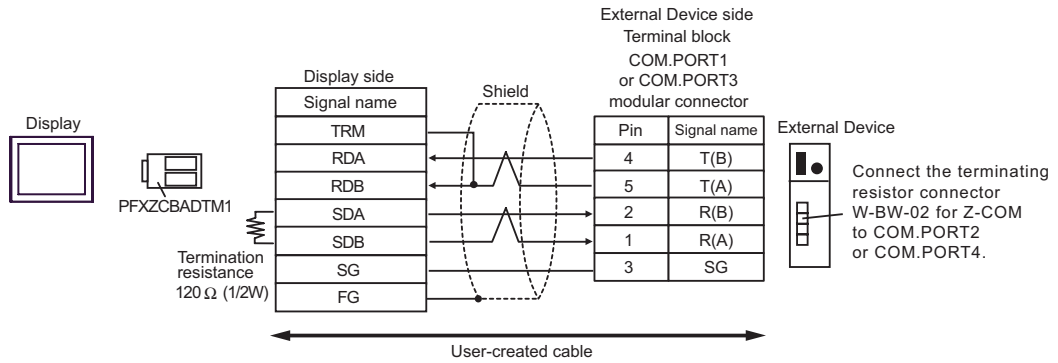 External Device side
Terminal block
COM.PORT1
or COM.PORT3
modular connector
Display side
Shield
Signal name
Display
TRM
Pin
Signal name
External Device
RDA
4
T(B)
RDB
5
T(A)
Connect the terminating
resistor connector
W-BW-02 for Z-COM
to COM.PORT2
or COM.PORT4.
PFXZCBADTM1
SDA
2
R(B)
SDB
1
R(A)
Termination
resistance
120 Ω (1/2W)
SG
3
SG
FG
User-created cable